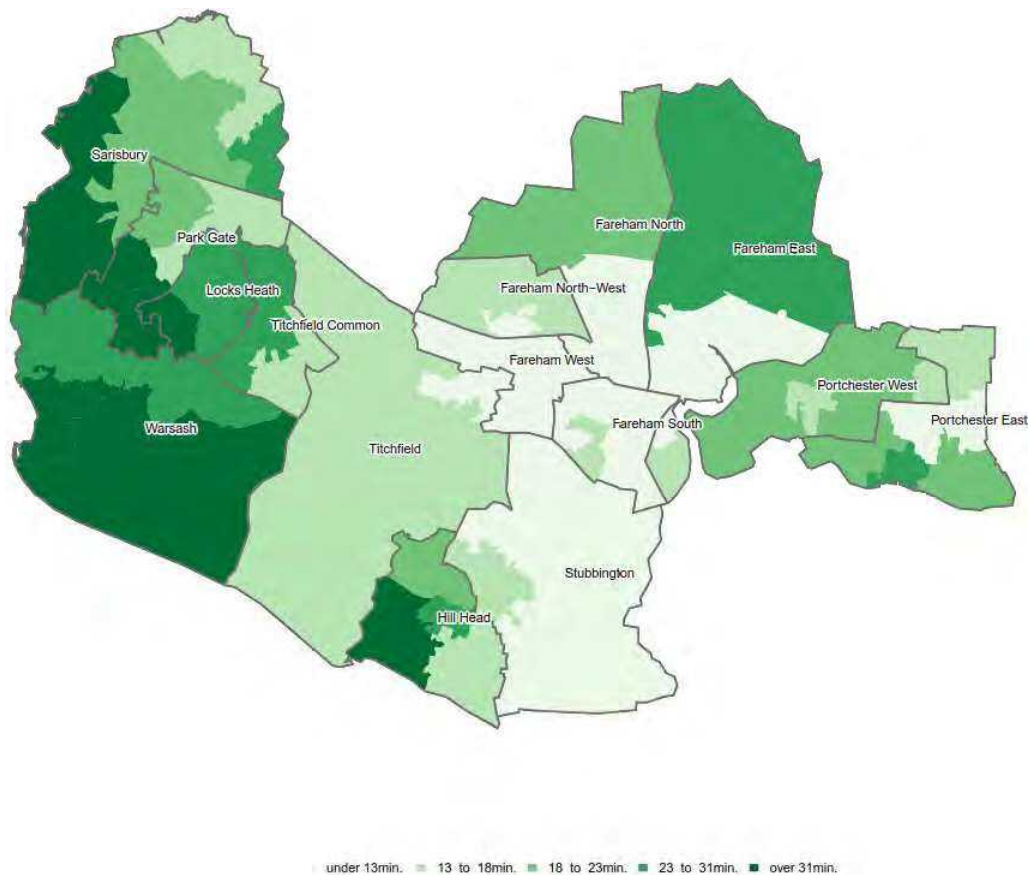 Sarisbury
Fareham North
Park Gate
Fareham East
Locks Heath
Fareham North-West
Titchfield Common
Fareham West
Portchester West
Warsash
Fareham South
Portchester East
Titchfield
Stubbington
Hill Head
under 13min. 13 to 18min. 18 to 23min. 23 to 31min. over 31min.